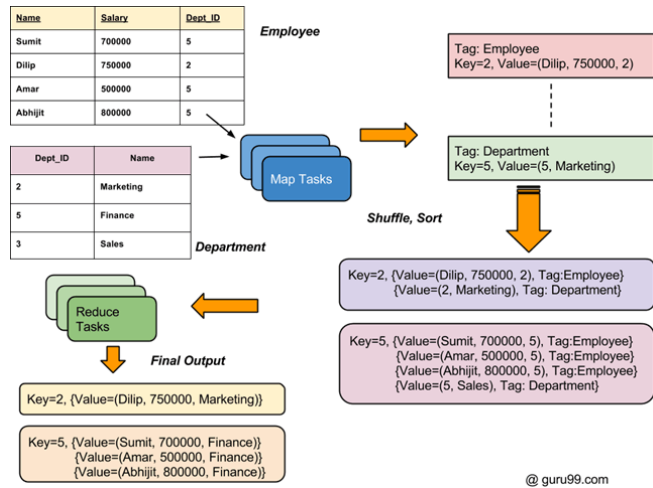 Name Salary Dept_ID
Sumit 700000 5
Dilip 750000 2
Amar 500000 5
Abhijit 800000 5
Employee
Tag: Employee
Key=2, Value=(Dilip, 750000, 2)
Dept_ID Name
2 Marketing
5 Finance
3 Sales
Department
Map Tasks
Tag: Department
Key=5, Value=(5, Marketing)
Shuffle, Sort
Key=2, {Value=(Dilip, 750000, 2), Tag:Employee}
{Value=(2, Marketing), Tag: Department}
Key=5, {Value=(Sumit, 700000, 5), Tag:Employee}
{Value=(Amar, 500000, 5), Tag:Employee}
{Value=(Abhijit, 800000, 5), Tag:Employee}
{Value=(5, Sales), Tag: Department}
Reduce
Tasks
Final Output
Key=2, {Value=(Dilip, 750000, Marketing)}
Key=5, {Value=(Sumit, 700000, Finance)}
{Value=(Amar, 500000, Finance)}
{Value=(Abhijit, 800000, Finance)}
@ guru99.com